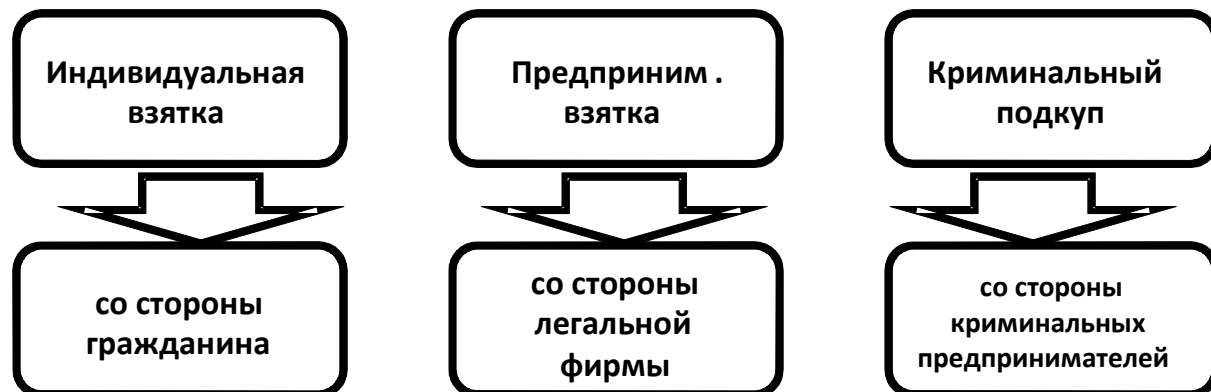 Индивидуальная
взятка
Предприним .
взятка
Криминальный
подкуп
со стороны
гражданина
со стороны
легальной
фирмы
со стороны
криминальных
предпринимателей